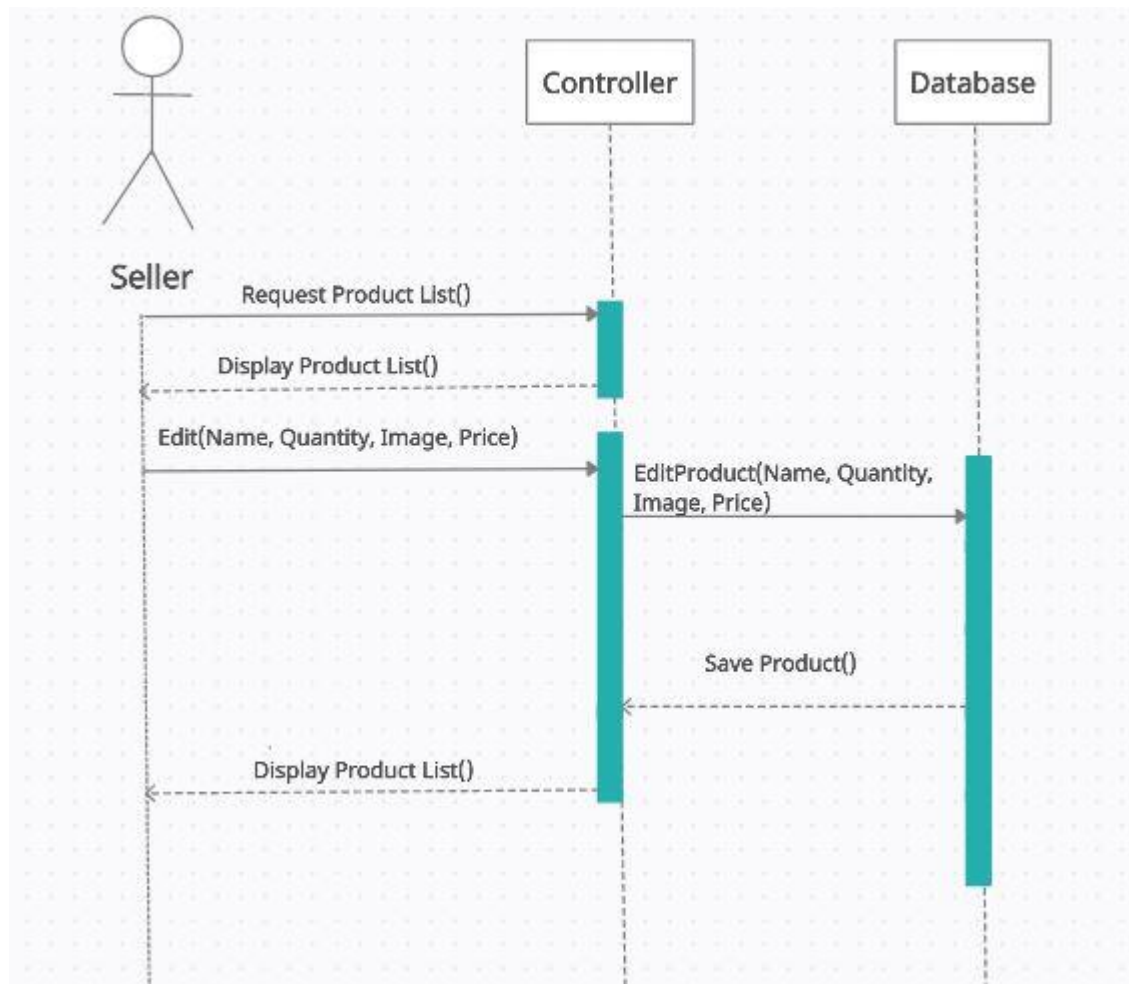 Controller
Database
Seller
Request Product List()
Display Product List()
Edit(Name, Quantity, Image, Price)
EditProduct(Name, Quantity,
Image, Price)
Save Product()
Display Product List()